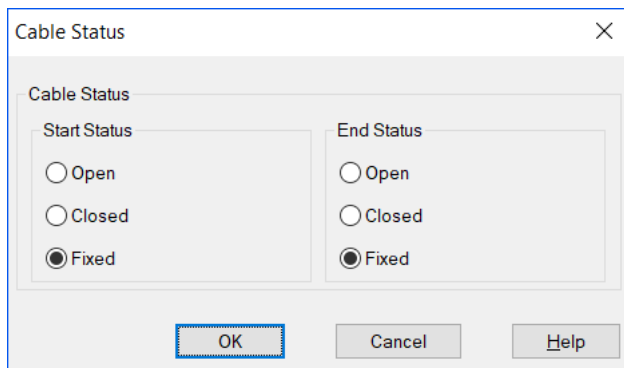 Cable Status
Cable Status
Start Status
End Status
Open
Open
Closed
Closed
Fixed
Fixed
OK
Cancel
Help